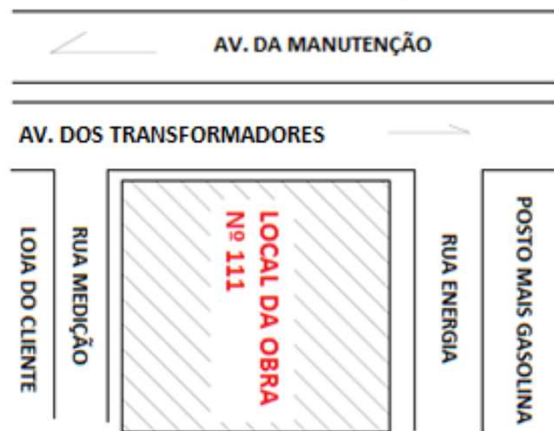 AV. DA MANUTENÇÃO
AV. DOS TRANSFORMADORES
LOJA DO CLIENTE
RUA MEDIÇÃO
LOCAL DA OBRA
Nº 111
RUA ENERGIA
POSTO MAIS GASOLINA